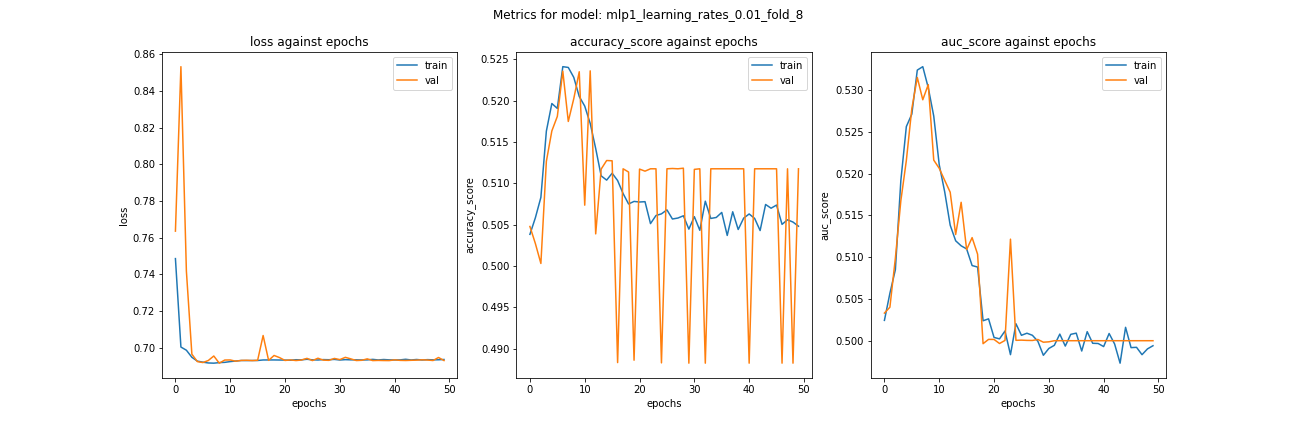 Metrics for model: mlp1_learning_rates_0.01_fold_8
loss against epochs
train
val
0.86
0.84
0.82
0.80
0.78
0.76
0.74
0.72
0.70
loss
0 10 20 30 40 50
epochs
accuracy_score against epochs
train
val
0.525
0.520
0.515
0.510
0.505
0.500
0.495
0.490
accuracy_score
0 10 20 30 40 50
epochs
auc_score against epochs
train
val
0.530
0.525
0.520
0.515
0.510
0.505
0.500
auc_score
0 10 20 30 40 50
epochs